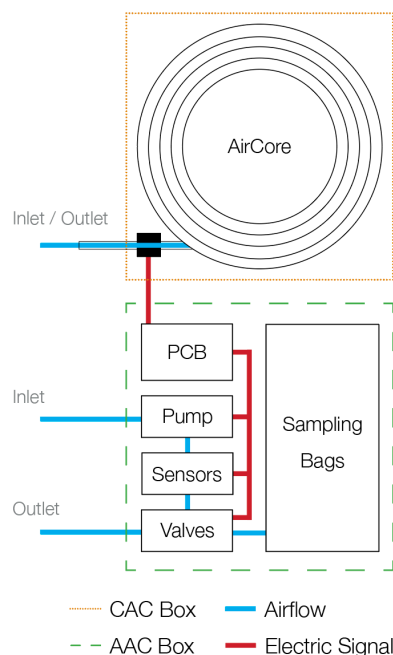 AirCore
Inlet / Outlet
PCB
Inlet
Pump
Sampling
Bags
Sensors
Outlet
Valves
CAC Box
Airflow
AAC Box
Electric Signal